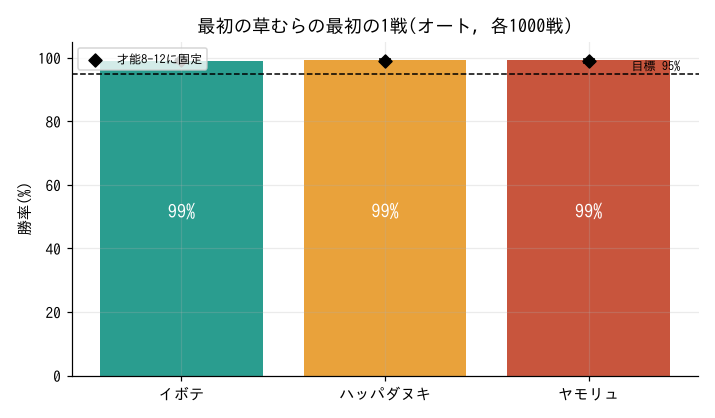 最初の草むらの最初の1戦(オート, 各1000戦)
勝率(%)
100
80
60
40
20
0
才能8-12に固定
目標 95%
99%
99%
99%
イボテ
ハッパダヌキ
ヤモリュ